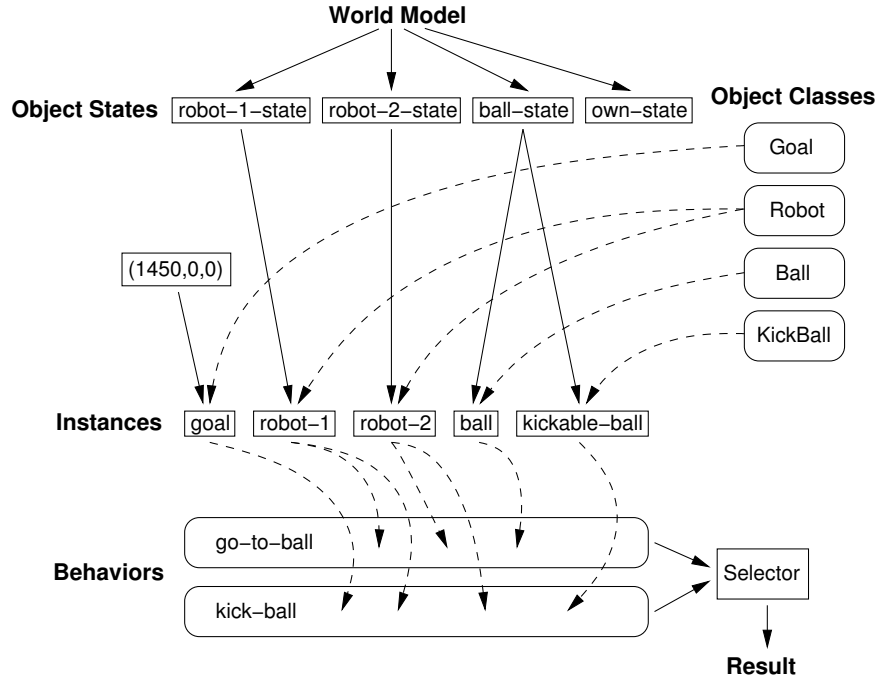 World Model
Object States
robot−1−state
robot−2−state
ball−state
own−state
Object Classes
Goal
Robot
Ball
KickBall
(1450,0,0)
Instances
goal
robot−1
robot−2
ball
kickable−ball
Behaviors
go−to−ball
kick−ball
Selector
Result